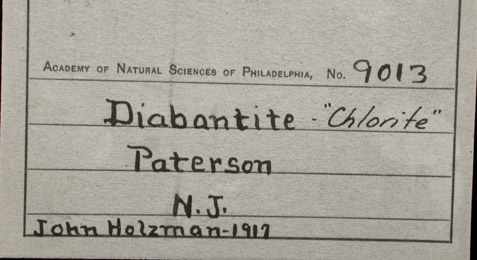 Academy of Natural Sciences of Philadelphia, No. 9013
Diabantite - "Chlorite"
Paterson
N.J.
John Holzman-1917